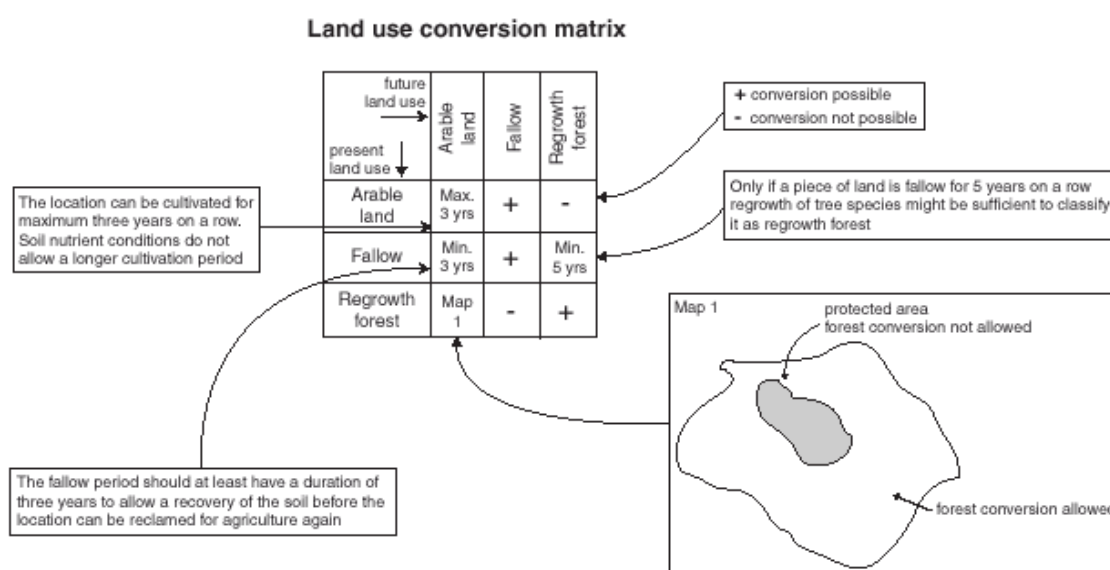 Land use conversion matrix
future
land use
present
land use
Arable
land
Fallow
Regrowth
forest
Arable
land
Max.
3 yrs
+
-
Fallow
Min.
3 yrs
+
Min.
5 yrs
Regrowth
forest
Map
1
-
+
+ conversion possible
- conversion not possible
The location can be cultivated for
maximum three years on a row.
Soil nutrient conditions do not
allow a longer cultivation period
Only if a piece of land is fallow for 5 years on a row
regrowth of tree species might be sufficient to classify
it as regrowth forest
Map 1
protected area
forest conversion not allowed
forest conversion allowed
The fallow period should at least have a duration of
three years to allow a recovery of the soil before the
location can be reclamed for agriculture again